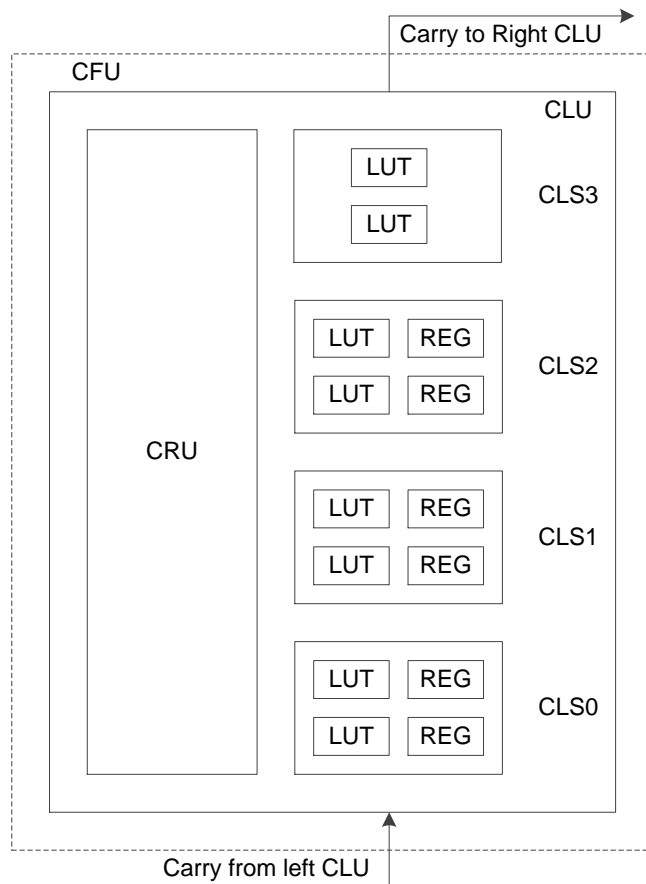 Carry to Right CLU
CFU
CLU
LUT
LUT
CLS3
LUT REG
LUT REG
CLS2
CRU
LUT REG
LUT REG
CLS1
LUT REG
LUT REG
CLS0
Carry from left CLU